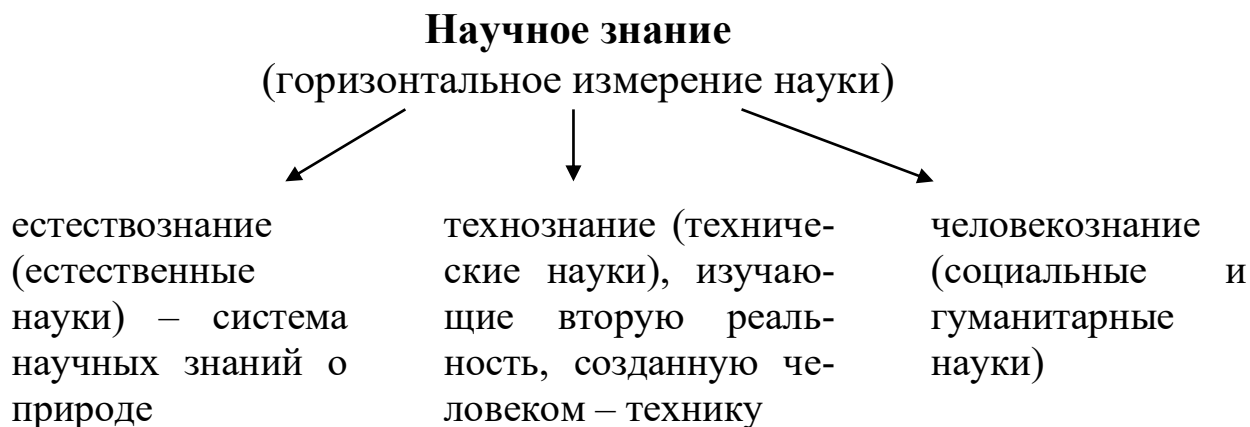 Научное знание
(горизонтальное измерение науки)
естествознание
(естественные
науки) – система
научных знаний о
природе
технознание (техниче-
ские науки), изучаю-
щие вторую реаль-
ность, созданную че-
ловеком – технику
человекознание
(социальные и
гуманитарные
науки)